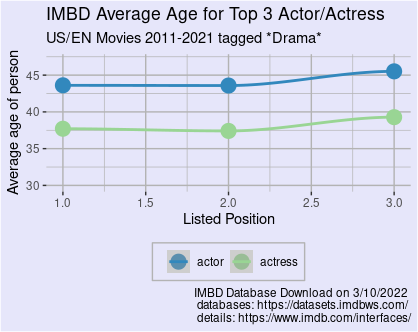 IMBD Average Age for Top 3 Actor/Actress
US/EN Movies 2011-2021 tagged *Drama*
Average age of person
45
40
35
30
1.0 1.5 2.0 2.5 3.0
Listed Position
actor actress
IMBD Database Download on 3/10/2022
databases: https://datasets.imdbws.com/
details: https://www.imdb.com/interfaces/